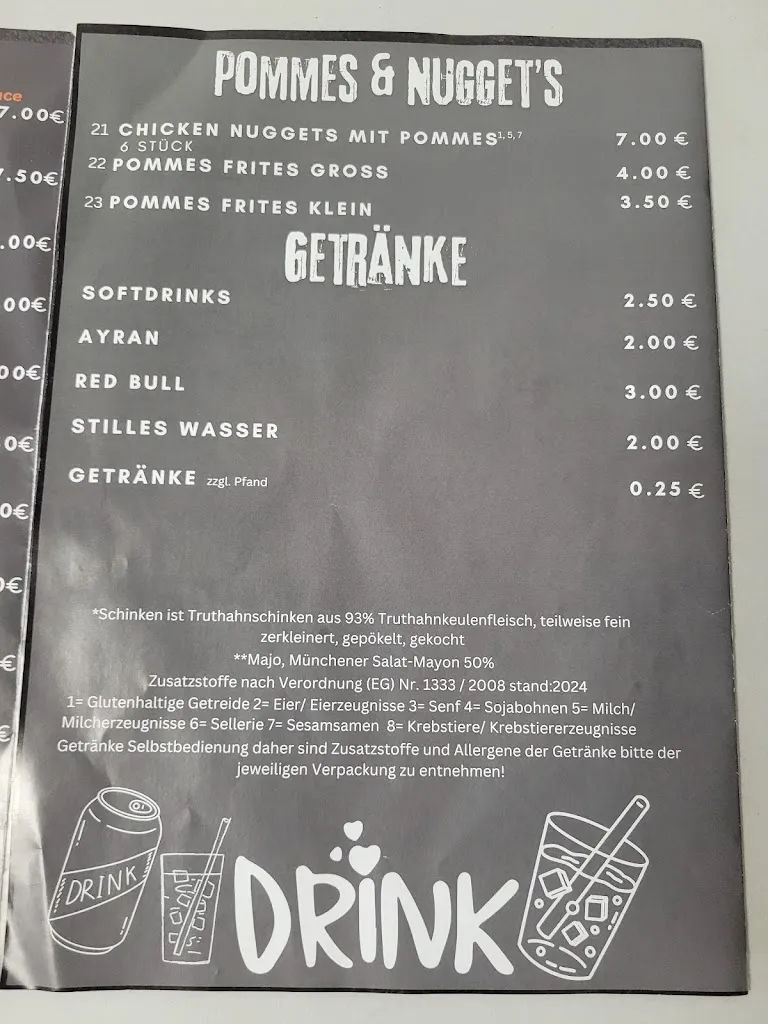 POMMES & NUGGET'S
21 CHICKEN NUGGETS MIT POMMES1,5,7 7.00 €
6 STÜCK
22 POMMES FRITES GROSS 4.00 €
23 POMMES FRITES KLEIN 3.50 €
GETRÄNKE
SOFTDRINKS 2.50 €
AYRAN 2.00 €
RED BULL 3.00 €
STILLES WASSER 2.00 €
GETRÄNKE zzgl. Pfand 0.25 €
*Schinken ist Truthahnschinken aus 93% Truthahnkeulenfleisch, teilweise fein
zerkleinert, gepökelt, gekocht
**Majo, Münchener Salat-Mayon 50%
Zusatzstoffe nach Verordnung (EG) Nr. 1333 / 2008 stand:2024
1= Glutenhaltige Getreide 2= Eier/ Eierzeugnisse 3= Senf 4= Sojabohnen 5= Milch/
Milcherzeugnisse 6= Sellerie 7= Sesamsamen 8= Krebstiere/ Krebstiererzeugnisse
Getränke Selbstbedienung daher sind Zusatzstoffe und Allergene der Getränke bitte der
jeweiligen Verpackung zu entnehmen!
DRINK
DRINK
7.00€
7.50€
.00€
00€
00€
0€
0€
€
€
€